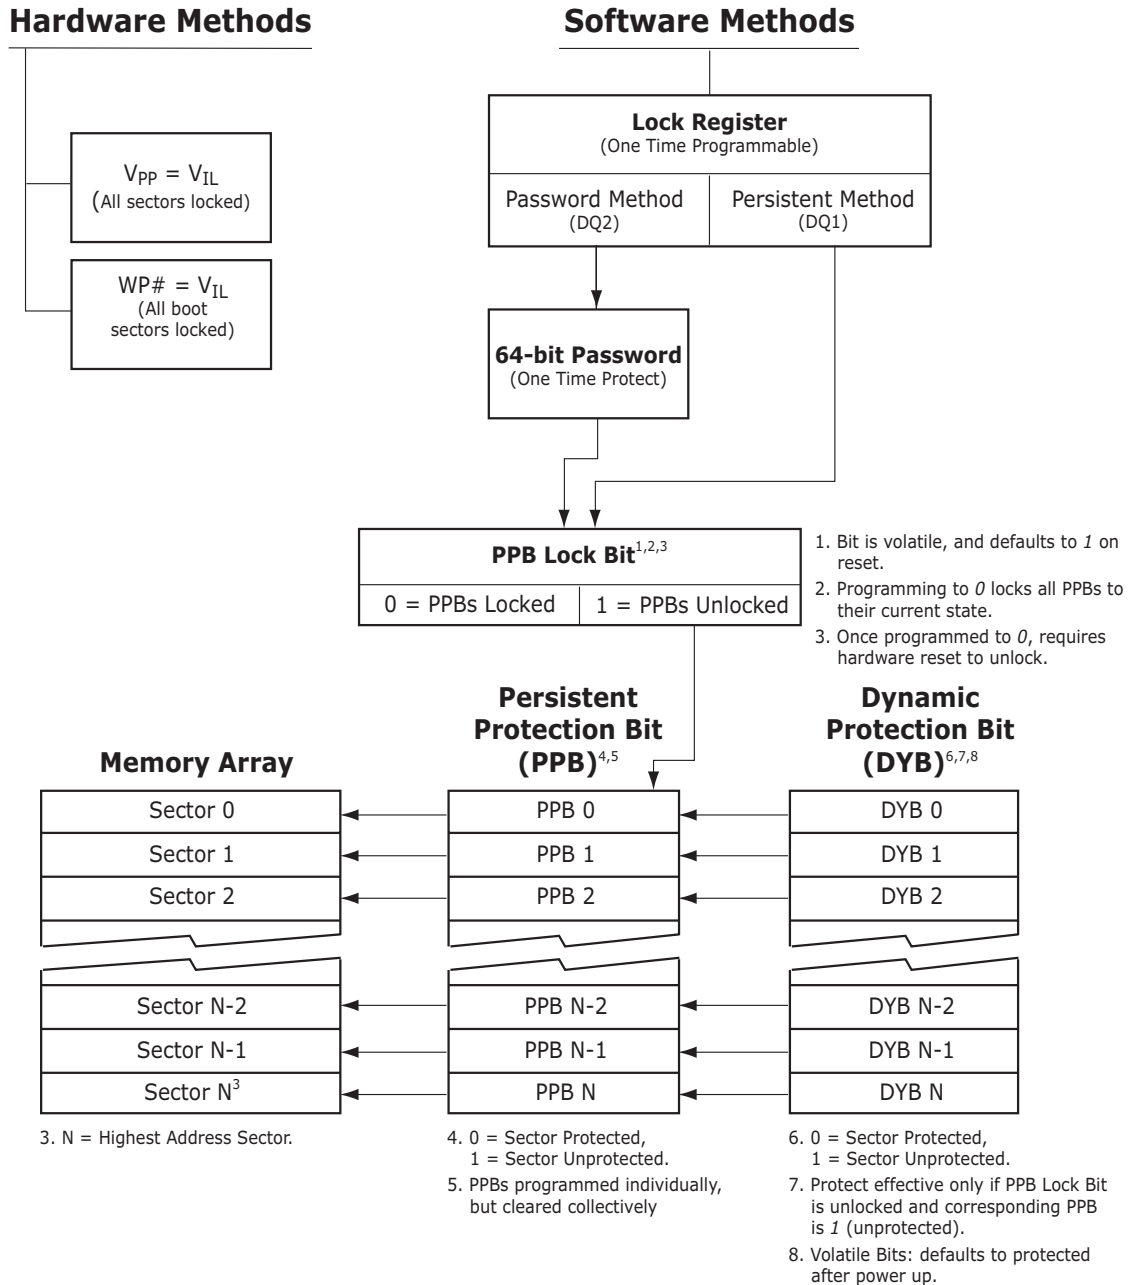 Hardware Methods
Software Methods
V_PP = V_IL
(All sectors locked)
WP# = V_IL
(All boot
sectors locked)
Lock Register
(One Time Programmable)
Password Method
(DQ2)
Persistent Method
(DQ1)
64-bit Password
(One Time Protect)
PPB Lock Bit1,2,3
0 = PPBs Locked
1 = PPBs Unlocked
1. Bit is volatile, and defaults to 1 on
reset.
2. Programming to 0 locks all PPBs to
their current state.
3. Once programmed to 0, requires
hardware reset to unlock.
Memory Array
Sector 0
Sector 1
Sector 2
Sector N-2
Sector N-1
Sector N3
3. N = Highest Address Sector.
Persistent
Protection Bit
(PPB)4,5
PPB 0
PPB 1
PPB 2
PPB N-2
PPB N-1
PPB N
4. 0 = Sector Protected,
1 = Sector Unprotected.
5. PPBs programmed individually,
but cleared collectively
Dynamic
Protection Bit
(DYB)6,7,8
DYB 0
DYB 1
DYB 2
DYB N-2
DYB N-1
DYB N
6. 0 = Sector Protected,
1 = Sector Unprotected.
7. Protect effective only if PPB Lock Bit
is unlocked and corresponding PPB
is 1 (unprotected).
8. Volatile Bits: defaults to protected
after power up.